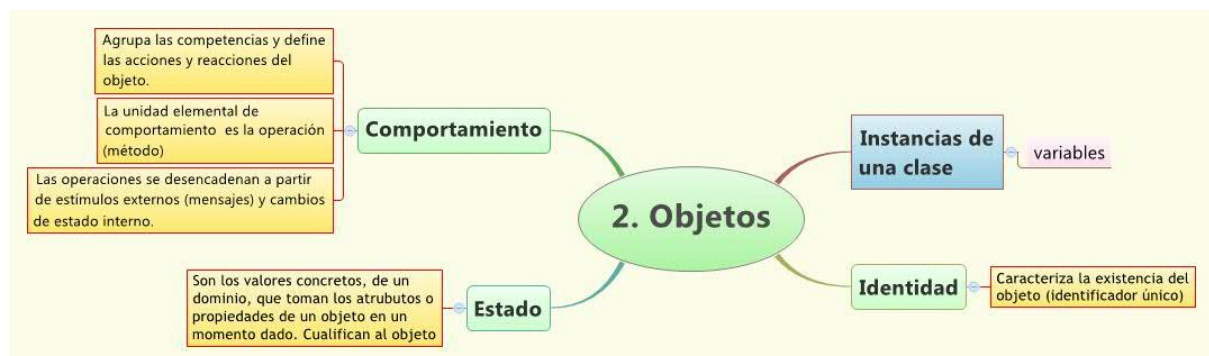 Agrupa las competencias y define
las acciones y reacciones del
objeto.
La unidad elemental de
comportamiento es la operación
(método)
Las operaciones se desencadenan a partir
de estímulos externos (mensajes) y cambios
de estado interno.
Comportamiento
Son los valores concretos, de un
dominio, que toman los atrubutos o
propiedades de un objeto en un
momento dado. Cualifican al objeto
Estado
2. Objetos
Instancias de
una clase
variables
Identidad
Caracteriza la existencia del
objeto (identificador único)